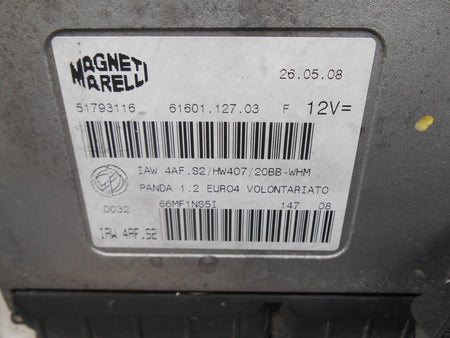 MAGNETI
MARELLI
26.05.08
51793116 61601.127.03 F 12V=
IAW 4AF.S2/HW407/20BB-WHM
PANDA 1.2 EURO4 VOLONTARIATO
D032 66MF1NS5I 147 08
IAW 4AF.S2